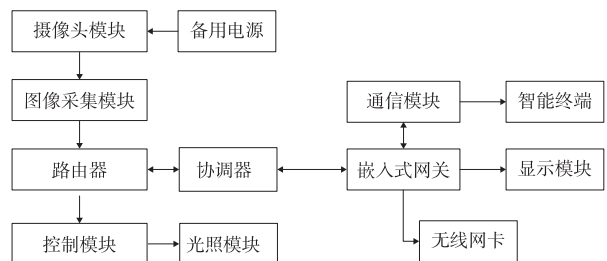 摄像头模块
备用电源
图像采集模块
通信模块
智能终端
路由器
协调器
嵌入式网关
显示模块
控制模块
光照模块
无线网卡